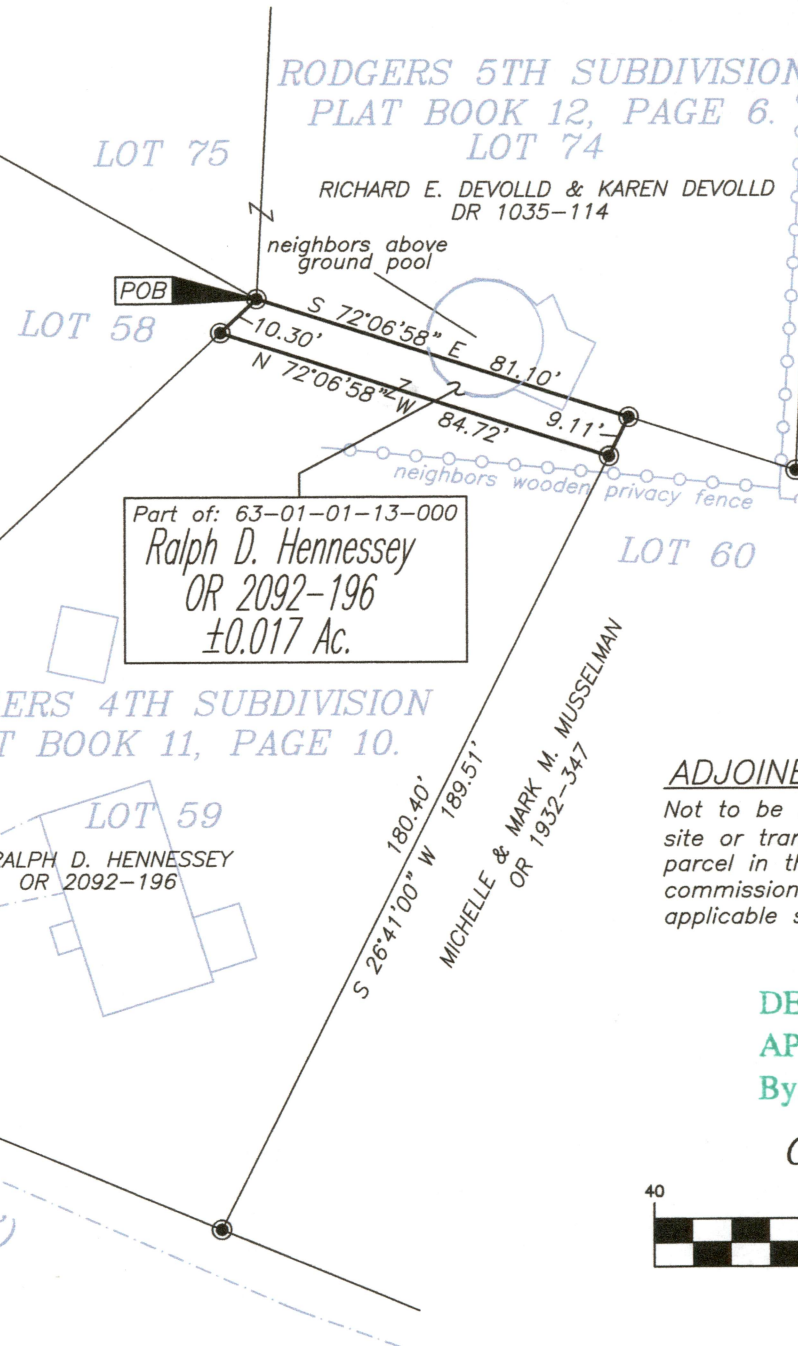 RODGERS 5TH SUBDIVISION
PLAT BOOK 12, PAGE 6.
LOT 75
LOT 74
RICHARD E. DEVOLLD & KAREN DEVOLLD
DR 1035-114
neighbors above
ground pool
POB
LOT 58
S 72°06'58" E 81.10'
10.30'
N 72°06'58" W 84.72'
9.11'
neighbors wooden privacy fence
Part of: 63-01-01-13-000
Ralph D. Hennessey
OR 2092-196
±0.017 Ac.
LOT 60
ERS 4TH SUBDIVISION
T BOOK 11, PAGE 10.
180.40'
S 26°41'00" W 189.51'
MICHELLE & MARK M. MUSSELMAN
OR 1932-347
LOT 59
RALPH D. HENNESSEY
OR 2092-196
ADJOINE
Not to be
site or tran
parcel in th
commission
applicable s
DE
AP
By
40